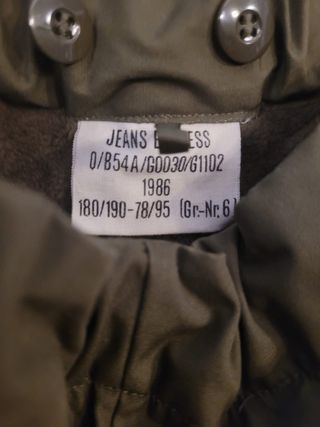 JEANS
0/B54A/G0030/G1102
1986
180/190-78/95 (Gr.-Nr. 6)